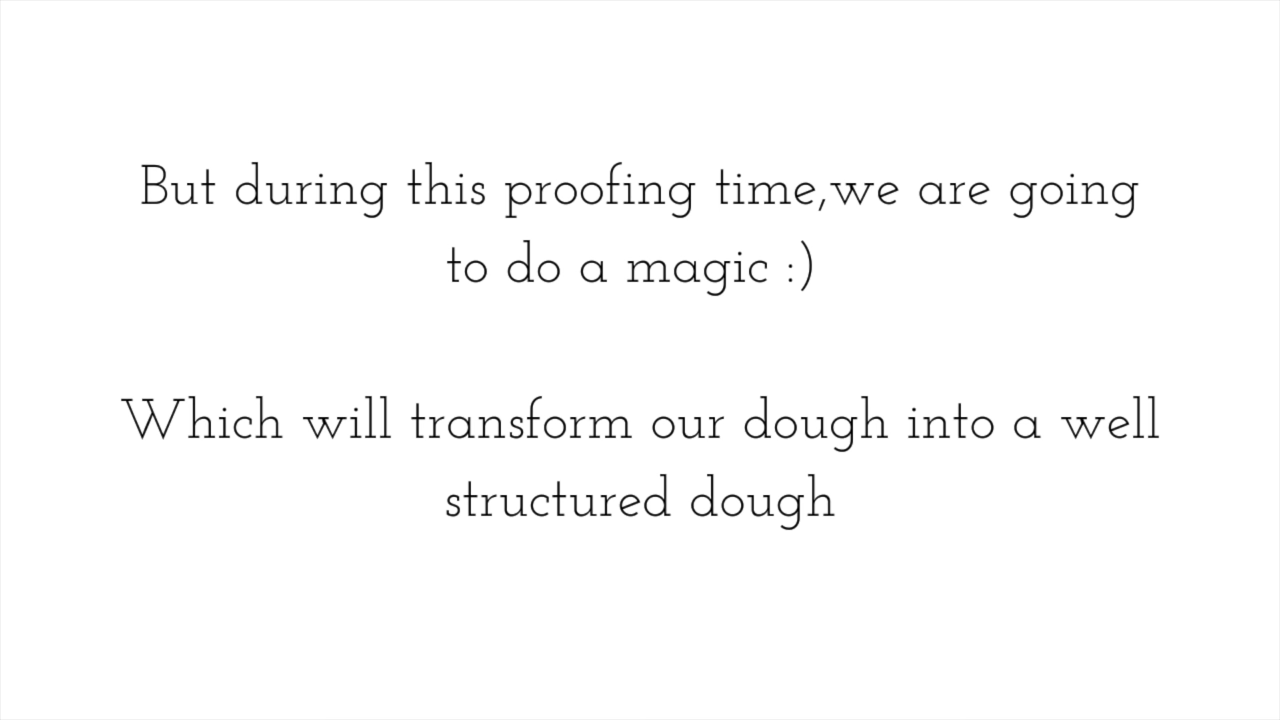 But during this proofing time,we are going
to do a magic :)
Which will transform our dough into a well
structured dough